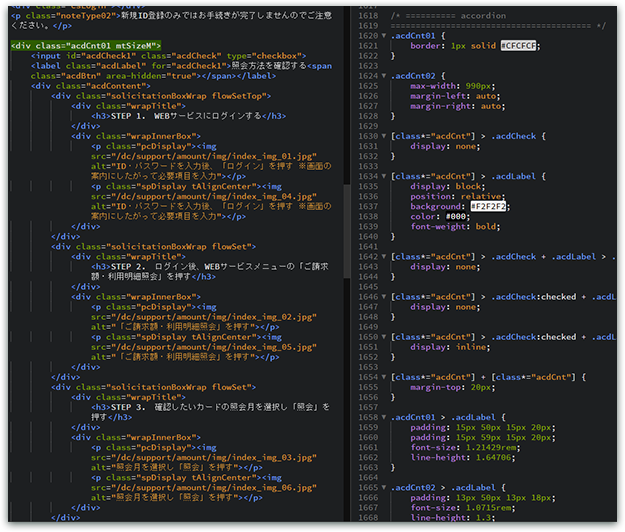 <p class="noteType02">新規ID登録のみではお手続きが完了しませんのでご注意
ください。</p>
<div class="acdCnt01 mtSizeM">
<input id="acdCheck1" class="acdCheck" type="checkbox">
<label class="acdLabel" for="acdCheck1">照会方法を確認する<span
class="acdBtn" area-hidden="true"></span></label>
<div class="acdContent">
<div class="solicitationBoxWrap flowSetTop">
<div class="wrapTitle">
<h3>STEP 1. WEBサービスにログインする</h3>
</div>
<div class="wrapInnerBox">
<p class="pcDisplay"><img
src="/dc/support/amount/img/index_img_01.jpg"
alt="ID・パスワードを入力後、「ログイン」を押す ※画面の
案内にしたがって必要項目を入力"></p>
<p class="spDisplay tAlignCenter"><img
src="/dc/support/amount/img/index_img_04.jpg"
alt="ID・パスワードを入力後、「ログイン」を押す ※画面の
案内にしたがって必要項目を入力"></p>
</div>
</div>
<div class="solicitationBoxWrap flowSet">
<div class="wrapTitle">
<h3>STEP 2. ログイン後、WEBサービスメニューの「ご請求
額・利用明細照会」を押す</h3>
</div>
<div class="wrapInnerBox">
<p class="pcDisplay"><img
src="/dc/support/amount/img/index_img_02.jpg"
alt="「ご請求額・利用明細照会」を押す"></p>
<p class="spDisplay tAlignCenter"><img
src="/dc/support/amount/img/index_img_05.jpg"
alt="「ご請求額・利用明細照会」を押す"></p>
</div>
</div>
<div class="solicitationBoxWrap flowSet">
<div class="wrapTitle">
<h3>STEP 3. 確認したいカードの照会月を選択し「照会」を
押す</h3>
</div>
<div class="wrapInnerBox">
<p class="pcDisplay"><img
src="/dc/support/amount/img/index_img_03.jpg"
alt="照会月を選択し「照会」を押す"></p>
<p class="spDisplay tAlignCenter"><img
src="/dc/support/amount/img/index_img_06.jpg"
alt="照会月を選択し「照会」を押す"></p>
1617
1618 /* =========== accordion
1619 ======================================= */
1620 .acdCnt01 {
1621 border: 1px solid #CFCFCF;
1622 }
1623
1624 .acdCnt02 {
1625 max-width: 990px;
1626 margin-left: auto;
1627 margin-right: auto;
1628 }
1629
1630 [class*="acdCnt"] > .acdCheck {
1631 display: none;
1632 }
1633
1634 [class*="acdCnt"] > .acdLabel {
1635 display: block;
1636 position: relative;
1637 background: #F2F2F2;
1638 color: #000;
1639 font-weight: bold;
1640 }
1641
1642 [class*="acdCnt"] > .acdCheck + .acdLabel > .
1643 display: none;
1644 }
1645
1646 [class*="acdCnt"] > .acdCheck:checked + .acdL
1647 display: none;
1648 }
1649
1650 [class*="acdCnt"] > .acdCheck:checked + .acdL
1651 display: inline;
1652 }
1653
1654 [class*="acdCnt"] + [class*="acdCnt"] {
1655 margin-top: 20px;
1656 }
1657
1658 .acdCnt01 > .acdLabel {
1659 padding: 15px 50px 15px 20px;
1660 padding: 15px 59px 15px 20px;
1661 font-size: 1.21429rem;
1662 line-height: 1.64706;
1663 }
1664
1665 .acdCnt02 > .acdLabel {
1666 padding: 13px 50px 13px 18px;
1667 font-size: 1.0715rem;
1668 line-height: 1.3;